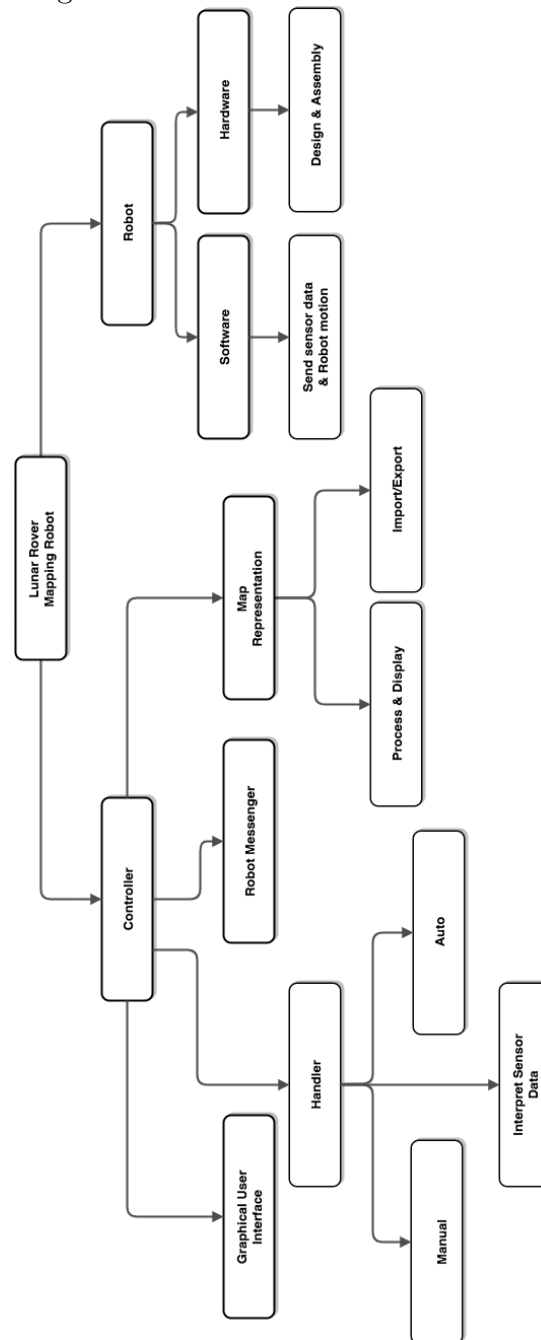 Lunar Rover
Mapping Robot
Controller
Robot
Graphical User
Interface
Robot Messenger
Map
Representation
Software
Hardware
Handler
Send sensor data
& Robot motion
Design & Assembly
Process & Display
Import/Export
Manual
Auto
Interpret Sensor
Data